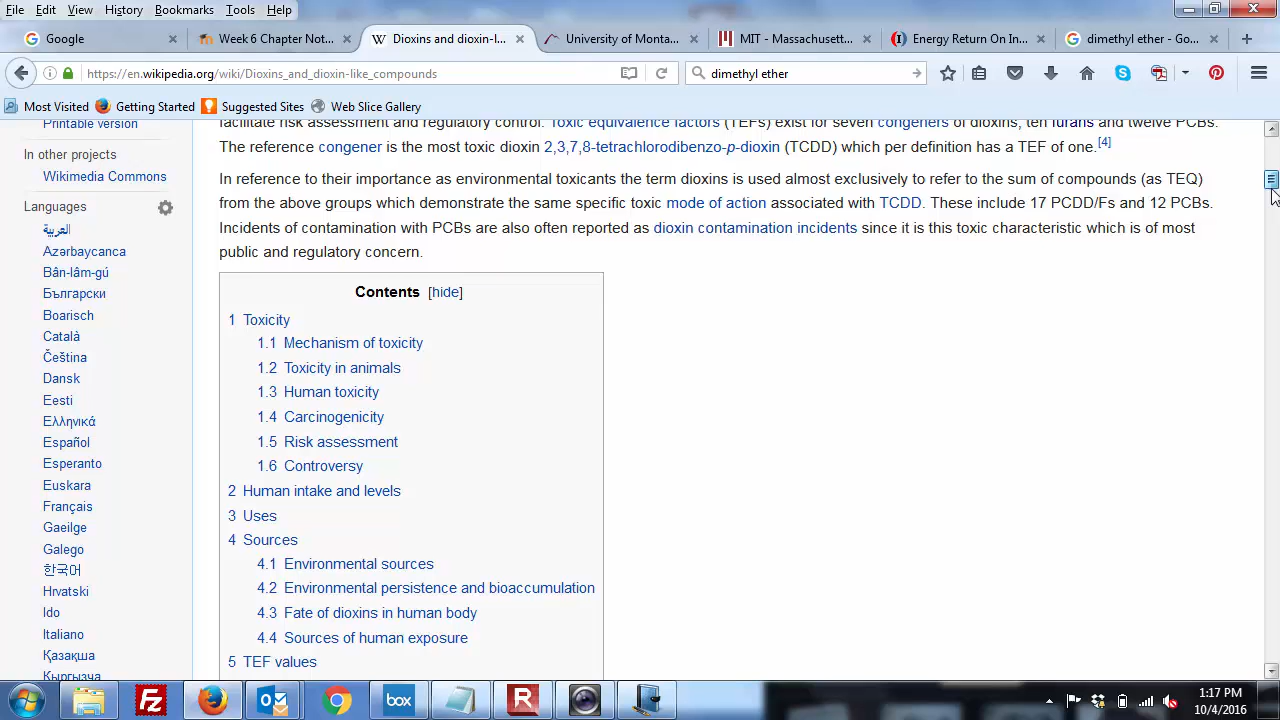 File Edit View History Bookmarks Tools Help
Google
Week 6 Chapter Not...
Dioxins and dioxin-l...
University of Monta...
MIT - Massachusett...
Energy Return On In...
dimethyl ether - Go...
https://en.wikipedia.org/wiki/Dioxins_and_dioxin-like_compounds
dimethyl ether
Most Visited Getting Started Suggested Sites Web Slice Gallery
Printable version
In other projects
Wikimedia Commons
Languages
العربية
Azərbaycanca
Bân-lâm-gú
Български
Boarisch
Català
Čeština
Dansk
Eesti
Ελληνικά
Español
Esperanto
Euskara
Français
Gaeilge
Galego
한국어
Hrvatski
Ido
Italiano
Қазақша
Кыргызча
facilitate risk assessment and regulatory control. Toxic equivalence factors (TEFs) exist for seven congeners of dioxins, ten furans and twelve PCBs.
The reference congener is the most toxic dioxin 2,3,7,8-tetrachlorodibenzo-p-dioxin (TCDD) which per definition has a TEF of one.[4]
In reference to their importance as environmental toxicants the term dioxins is used almost exclusively to refer to the sum of compounds (as TEQ)
from the above groups which demonstrate the same specific toxic mode of action associated with TCDD. These include 17 PCDD/Fs and 12 PCBs.
Incidents of contamination with PCBs are also often reported as dioxin contamination incidents since it is this toxic characteristic which is of most
public and regulatory concern.
Contents [hide]
1 Toxicity
1.1 Mechanism of toxicity
1.2 Toxicity in animals
1.3 Human toxicity
1.4 Carcinogenicity
1.5 Risk assessment
1.6 Controversy
2 Human intake and levels
3 Uses
4 Sources
4.1 Environmental sources
4.2 Environmental persistence and bioaccumulation
4.3 Fate of dioxins in human body
4.4 Sources of human exposure
5 TEF values
box
1:17 PM
10/4/2016